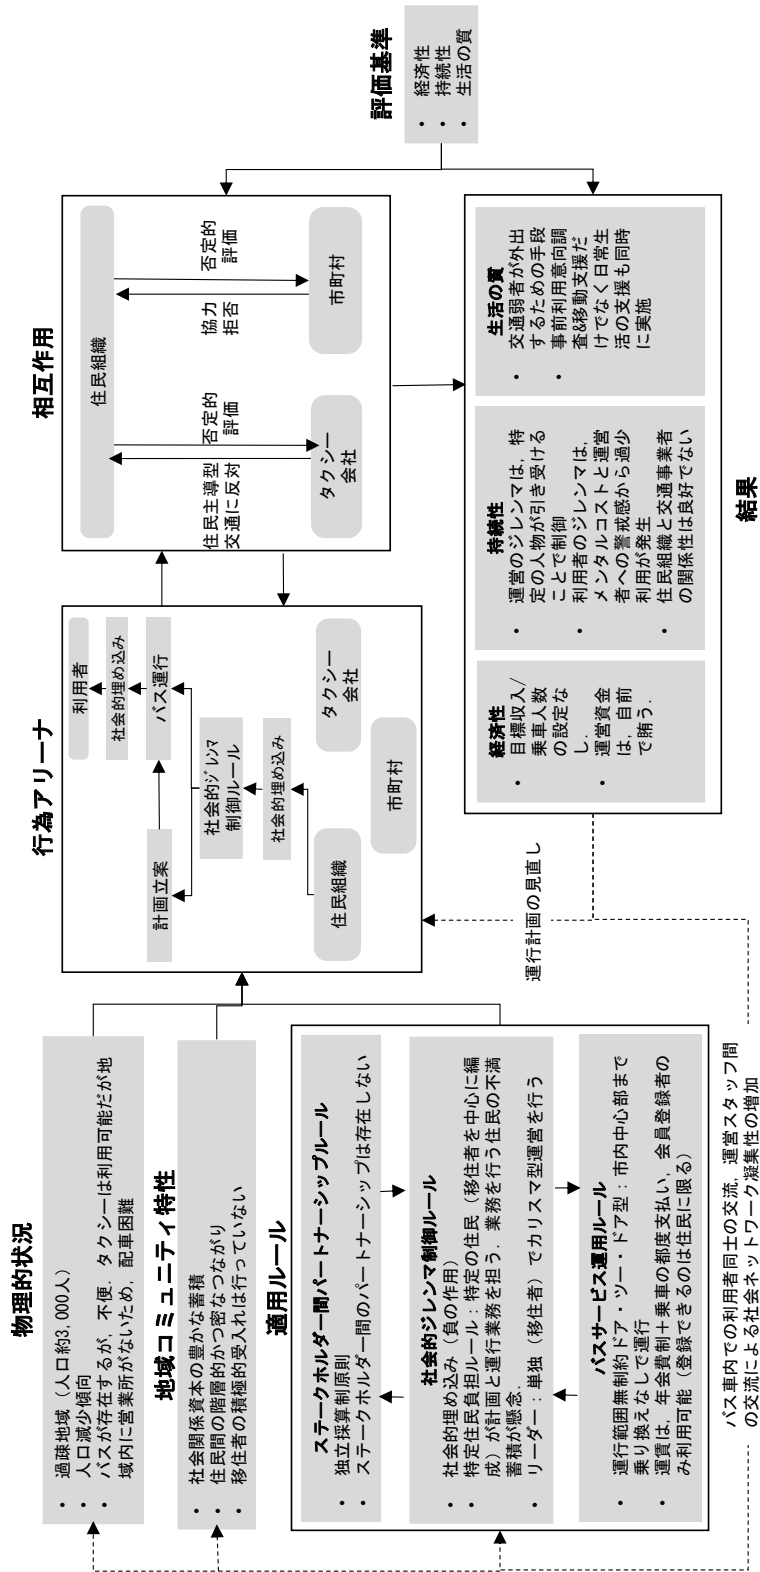 物理的状況
・ 過疎地域（人口約3,000人）
・ 人口減少傾向
・ バスが存在するが，不便．タクシーは利用可能だが地
域内に営業所がないため，配車困難
地域コミュニティ特性
・ 社会関係資本の豊かな蓄積
・ 住民間の階層的かつ密なつながり
・ 移住者の積極的受入れは行っていない
適用ルール
ステークホルダー間パートナーシップルール
・ 独立採算制原則
・ ステークホルダー間のパートナーシップは存在しない
社会的ジレンマ制御ルール
・ 社会的埋め込み（負の作用）
・ 特定住民負担ルール：特定の住民（移住者を中心に編
成）が計画と運行業務を担う．業務を行う住民の不満
蓄積が懸念．
・ リーダー：単独（移住者）でカリスマ型運営を行う
バスサービス運用ルール
・ 運行範囲無制約ドア・ツー・ドア型：市内中心部まで
乗り換えなしで運行
・ 運賃は，年会費制＋乗車の都度支払い，会員登録者の
み利用可能（登録できるのは住民に限る）
行為アリーナ
利用者
社会的埋め込み
バス運行
計画立案
社会的ｼﾞﾚﾝﾏ
制御ルール
社会的埋め込み
住民組織
タクシー
会社
市町村
相互作用
住民組織
住民主導型
交通に反対
否定的
評価
協力
拒否
否定的
評価
タクシー
会社
市町村
評価基準
・ 経済性
・ 持続性
・ 生活の質
経済性
・ 目標収入/
乗車人数
の設定な
し．
・ 運営資金
は，自前
で賄う．
持続性
・ 運営のジレンマは，特
定の人物が引き受ける
ことで制御
・ 利用者のジレンマは，
メンタルコストと運営
者への警戒感から過少
利用が発生
・ 住民組織と交通事業者
の関係性は良好でない
生活の質
・ 交通弱者が外出
するための手段
・ 事前利用意向調
査&移動支援だ
けでなく日常生
活の支援も同時
に実施
結果
運行計画の見直し
バス車内での利用者同士の交流，運営スタッフ間
の交流による社会ネットワーク凝集性の増加